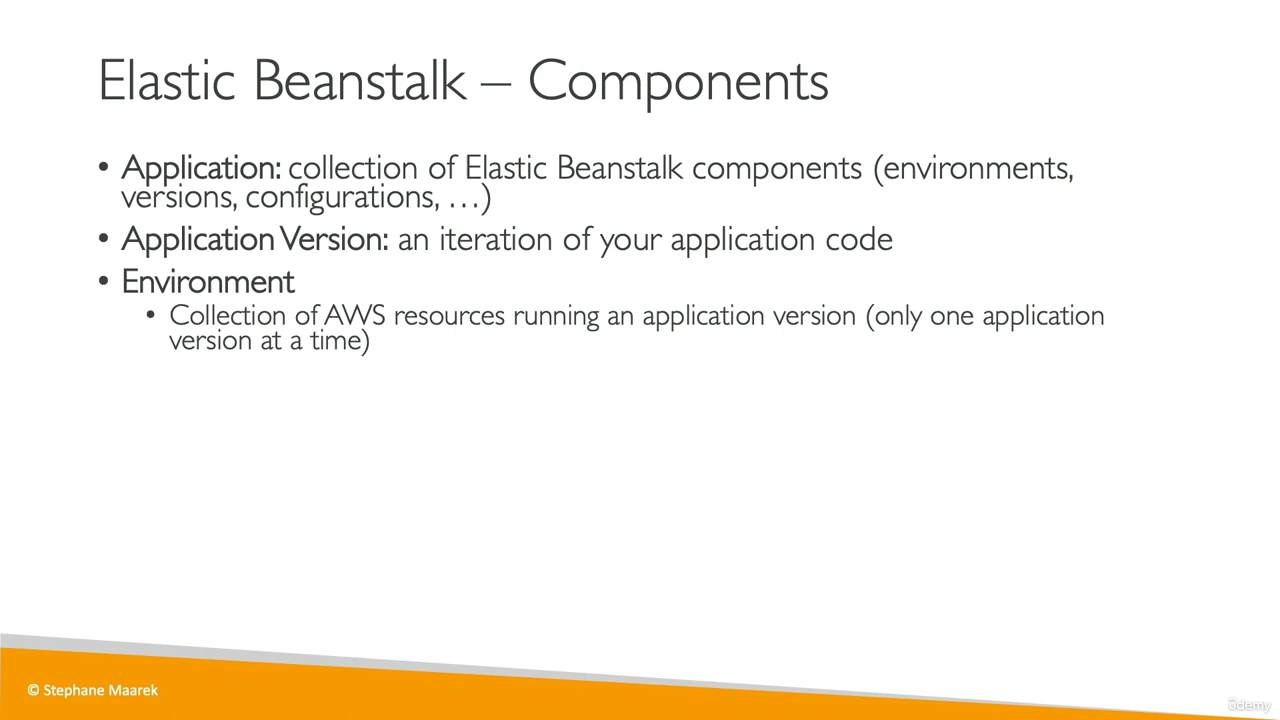 Elastic Beanstalk – Components
• Application: collection of Elastic Beanstalk components (environments,
versions, configurations, …)
• Application Version: an iteration of your application code
• Environment
• Collection of AWS resources running an application version (only one application
version at a time)
© Stephane Maarek
ûdemy